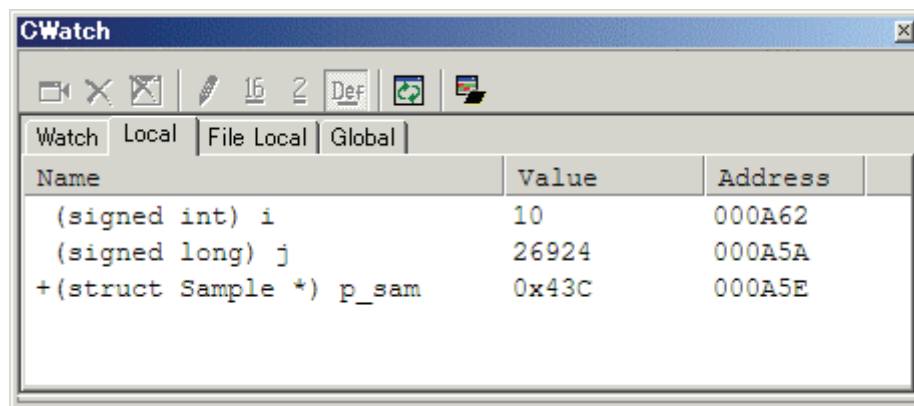 CWatch
16 2 Def
Watch Local File Local Global
Name Value Address
(signed int) i 10 000A62
(signed long) j 26924 000A5A
+(struct Sample *) p_sam 0x43C 000A5E